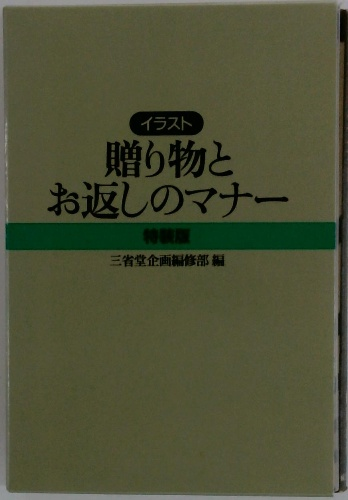 イラスト
贈り物と
お返しのマナー
特装版
三省堂企画編修部 編